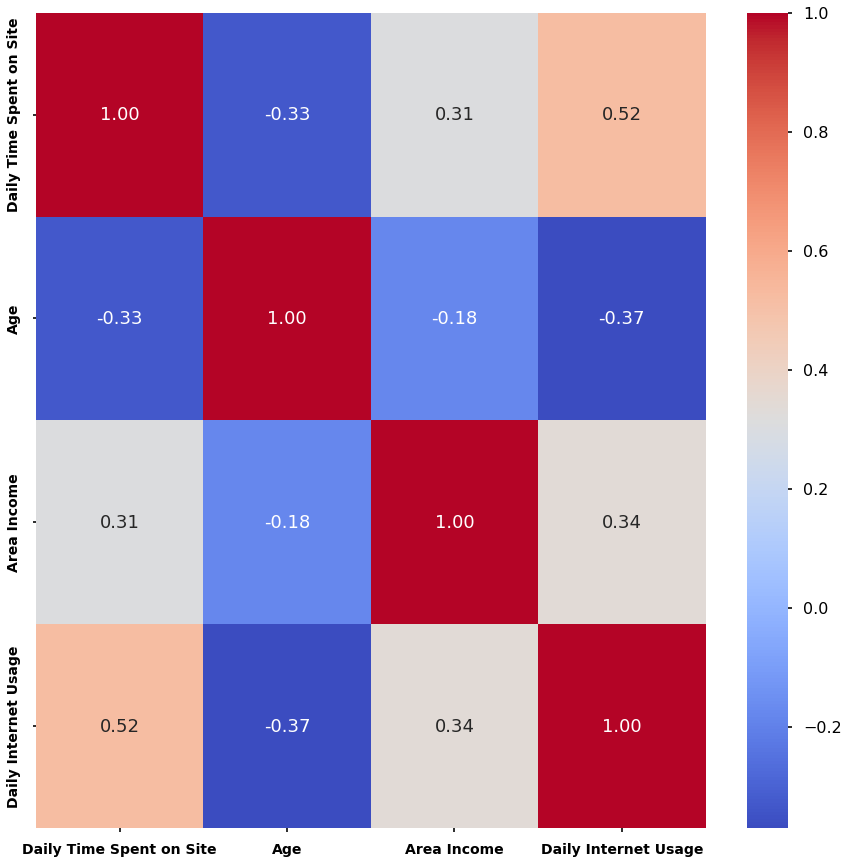 Daily Time Spent on Site
1.00 -0.33 0.31 0.52
Age
-0.33 1.00 -0.18 -0.37
Area Income
0.31 -0.18 1.00 0.34
Daily Internet Usage
0.52 -0.37 0.34 1.00
Daily Time Spent on Site Age Area Income Daily Internet Usage
1.0
0.8
0.6
0.4
0.2
0.0
−0.2